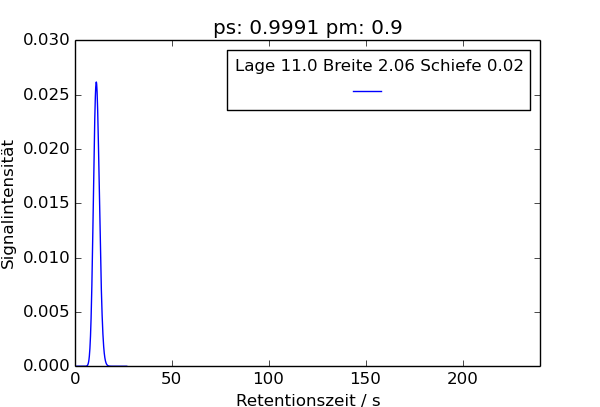 ps: 0.9991 pm: 0.9
Lage 11.0 Breite 2.06 Schiefe 0.02
Signalintensität
0.030
0.025
0.020
0.015
0.010
0.005
0.000
0 50 100 150 200
Retentionszeit / s